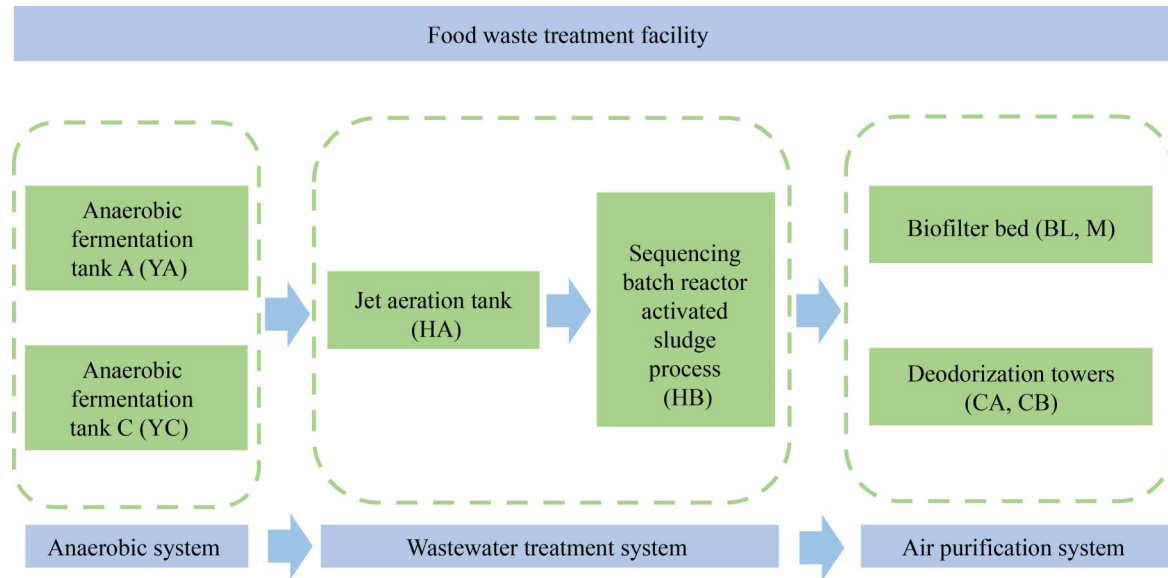 Food waste treatment facility
Anaerobic
fermentation
tank A (YA)
Anaerobic
fermentation
tank C (YC)
Jet aeration tank
(HA)
Sequencing
batch reactor
activated
sludge
process
(HB)
Biofilter bed (BL, M)
Deodorization towers
(CA, CB)
Anaerobic system
Wastewater treatment system
Air purification system